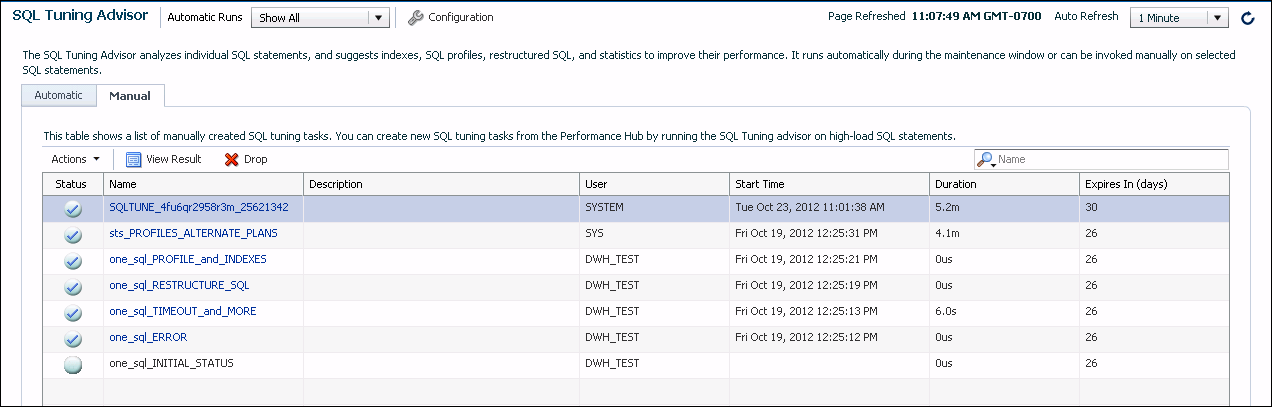 SQL Tuning Advisor Automatic Runs Show All Configuration Page Refreshed 11:07:49 AM GMT-0700 Auto Refresh 1 Minute
The SQL Tuning Advisor analyzes individual SQL statements, and suggests indexes, SQL profiles, restructured SQL, and statistics to improve their performance. It runs automatically during the maintenance window or can be invoked manually on selected
SQL statements.
Automatic Manual
This table shows a list of manually created SQL tuning tasks. You can create new SQL tuning tasks from the Performance Hub by running the SQL Tuning advisor on high-load SQL statements.
Actions View Result Drop Name
Status Name Description User Start Time Duration Expires In (days)
SQLTUNE_4fu6qr2958r3m_25621342 SYSTEM Tue Oct 23, 2012 11:01:38 AM 5.2m 30
sts_PROFILES_ALTERNATE_PLANS SYS Fri Oct 19, 2012 12:25:31 PM 4.1m 26
one_sql_PROFILE_and_INDEXES DWH_TEST Fri Oct 19, 2012 12:25:21 PM 0us 26
one_sql_RESTRUCTURE_SQL DWH_TEST Fri Oct 19, 2012 12:25:19 PM 0us 26
one_sql_TIMEOUT_and_MORE DWH_TEST Fri Oct 19, 2012 12:25:13 PM 6.0s 26
one_sql_ERROR DWH_TEST Fri Oct 19, 2012 12:25:12 PM 0us 26
one_sql_INITIAL_STATUS DWH_TEST 0us 26